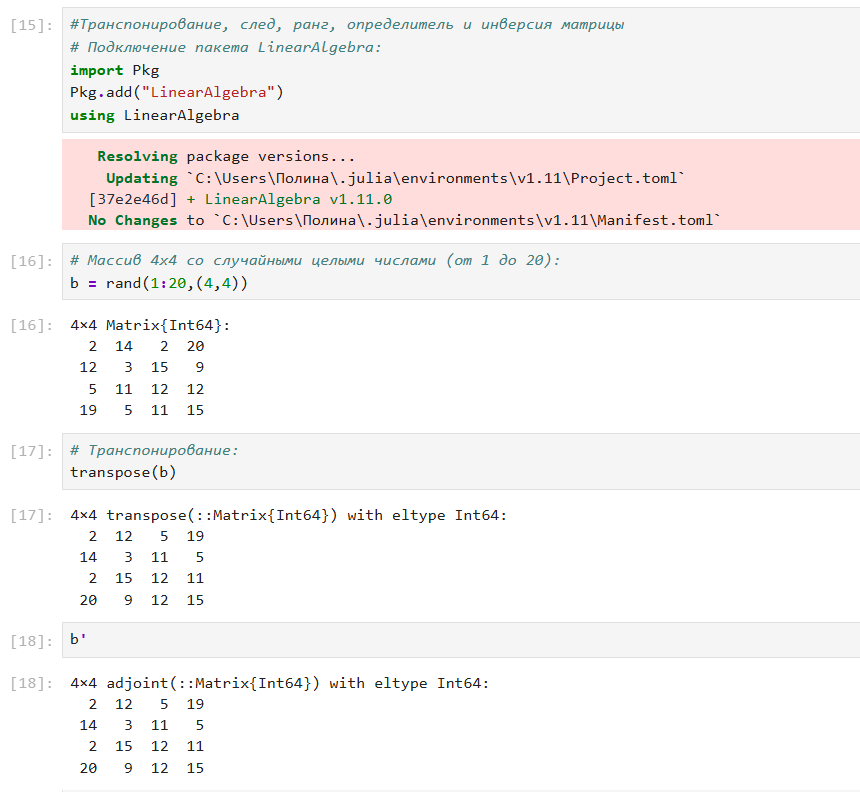 [15]: #Транспонирование, след, ранг, определитель и инверсия матрицы
# Подключение пакета LinearAlgebra:
import Pkg
Pkg.add("LinearAlgebra")
using LinearAlgebra
Resolving package versions...
Updating `C:\Users\Полина\.julia\environments\v1.11\Project.toml`
[37e2e46d] + LinearAlgebra v1.11.0
No Changes to `C:\Users\Полина\.julia\environments\v1.11\Manifest.toml`
[16]: # Массив 4x4 со случайными целыми числами (от 1 до 20):
b = rand(1:20,(4,4))
[16]: 4×4 Matrix{Int64}:
2 14 2 20
12 3 15 9
5 11 12 12
19 5 11 15
[17]: # Транспонирование:
transpose(b)
[17]: 4×4 transpose(::Matrix{Int64}) with eltype Int64:
2 12 5 19
14 3 11 5
2 15 12 11
20 9 12 15
[18]: b'
[18]: 4×4 adjoint(::Matrix{Int64}) with eltype Int64:
2 12 5 19
14 3 11 5
2 15 12 11
20 9 12 15